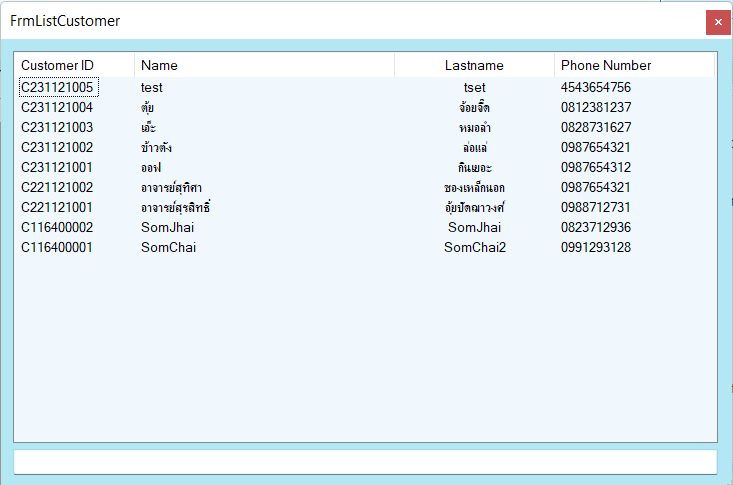 FrmListCustomer
Customer ID Name Lastname Phone Number
C231121005 test tset 4543654756
C231121004 ตุ้ย จ้อยจี๊ด 0812381237
C231121003 เอ๊ะ หมอลำ 0828731627
C231121002 ข้าวตัง ล่อแล่ 0987654321
C231121001 ออฟ กินเยอะ 0987654312
C221121002 อาจารย์สุทิศา ซองเหล็กนอก 0987654321
C221121001 อาจารย์สุรสิทธิ์ อุ้ยปัดฌาวงศ์ 0988712731
C116400002 SomJhai SomJhai 0823712936
C116400001 SomChai SomChai2 0991293128